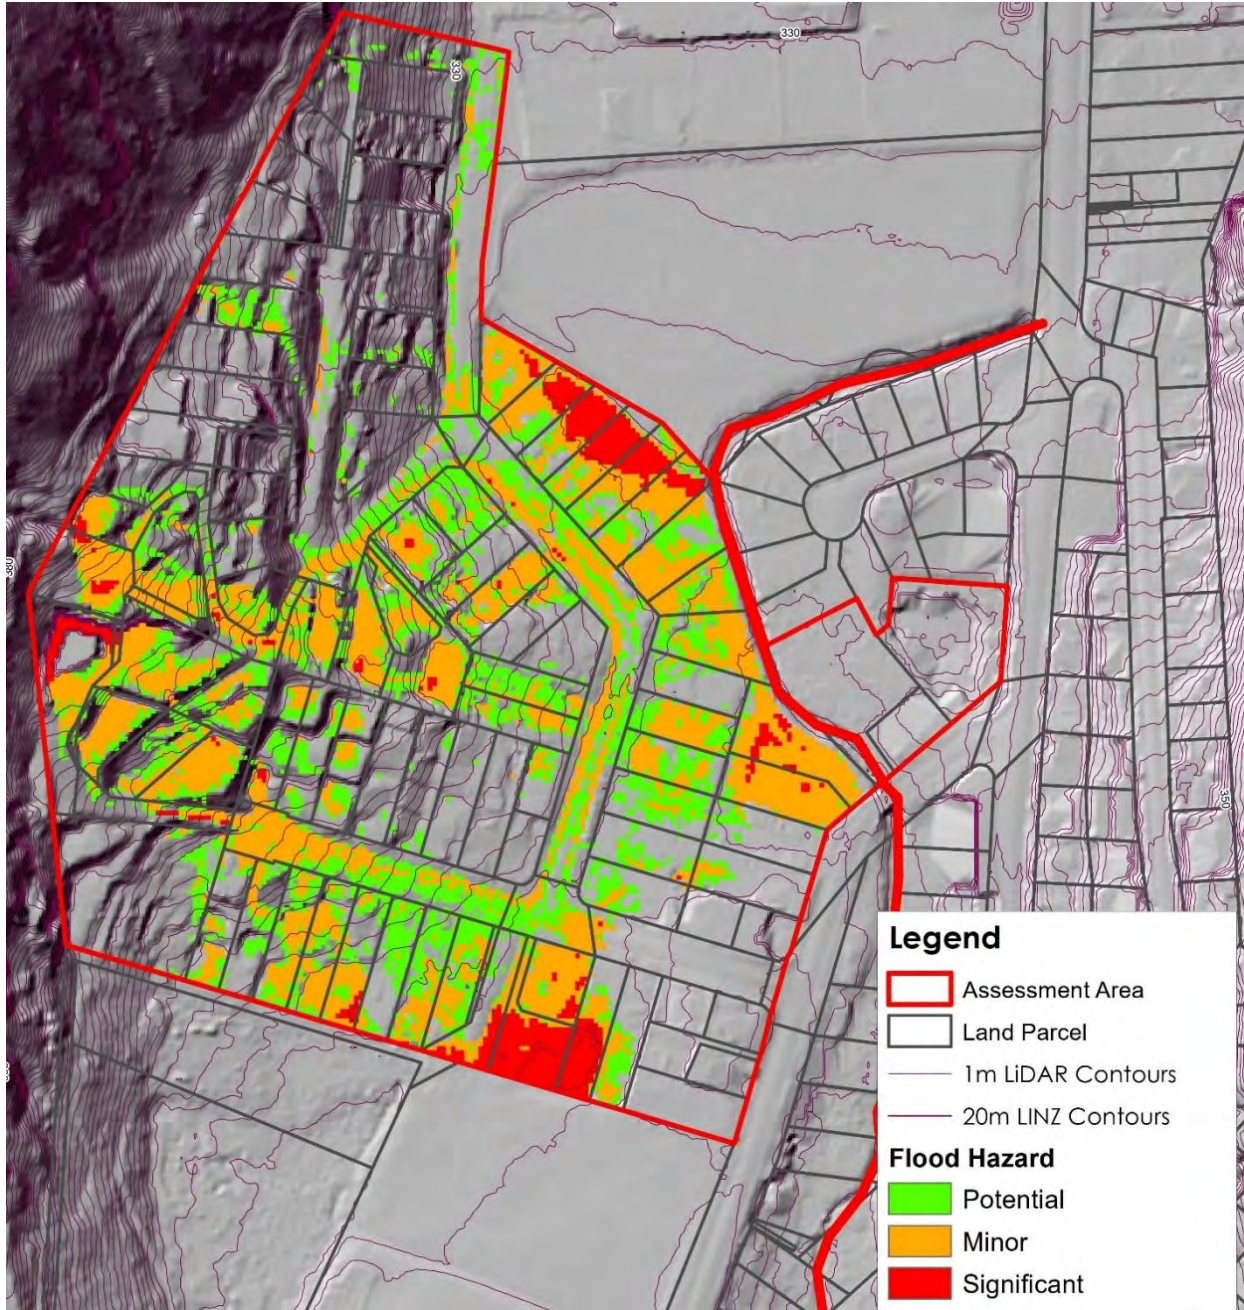 330
330
380
350
Legend
Assessment Area
Land Parcel
1m LiDAR Contours
20m LINZ Contours
Flood Hazard
Potential
Minor
Significant